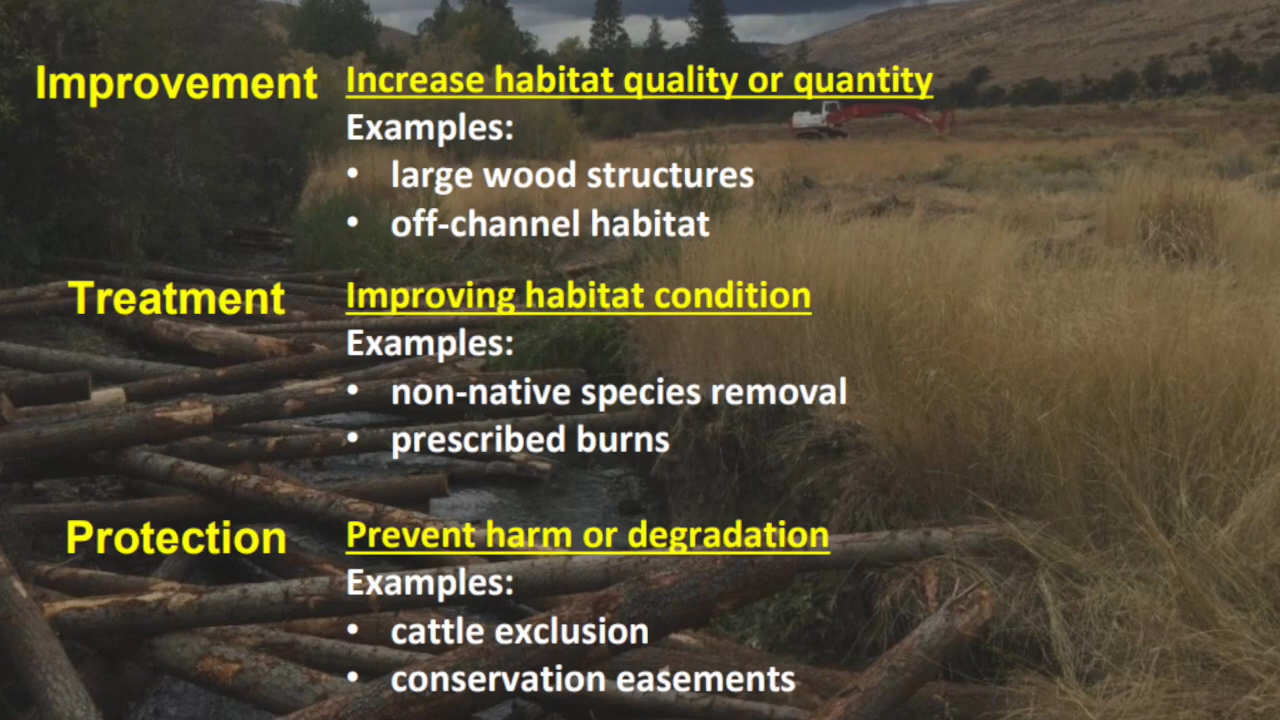 Improvement Increase habitat quality or quantity
Examples:
• large wood structures
• off-channel habitat
Treatment Improving habitat condition
Examples:
• non-native species removal
• prescribed burns
Protection Prevent harm or degradation
Examples:
• cattle exclusion
• conservation easements